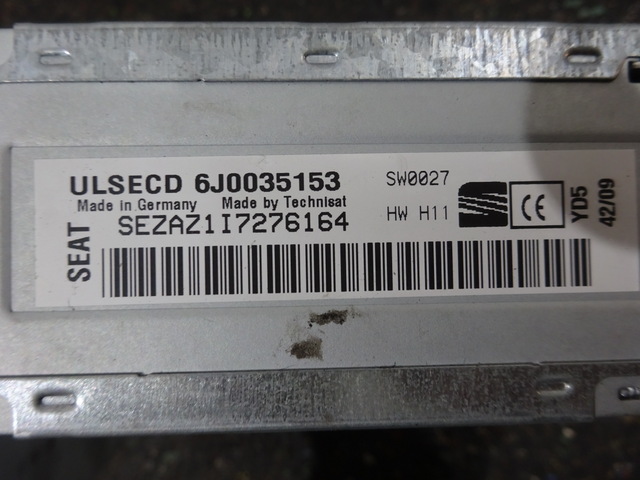 ULSECD 6J0035153
Made in Germany Made by Technisat
SEZAZ1I7276164
SEAT
SW0027
HW H11
CE
YD5
42/09